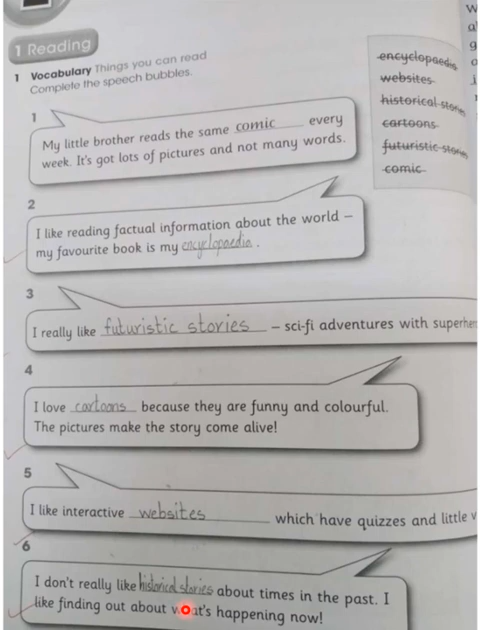 1 Reading
1 Vocabulary Things you can read
Complete the speech bubbles.
encyclopaedia
websites
historical stories
cartoons
futuristic stories
comic
1
My little brother reads the same comic every
week. It's got lots of pictures and not many words.
2
I like reading factual information about the world –
my favourite book is my encyclopaedia.
3
I really like futuristic stories – sci-fi adventures with
4
I love cartoons because they are funny and colourful.
The pictures make the story come alive!
5
I like interactive websites which have quizzes and little
6
I don't really like historical stories about times in the past. I
like finding out about what's happening now!